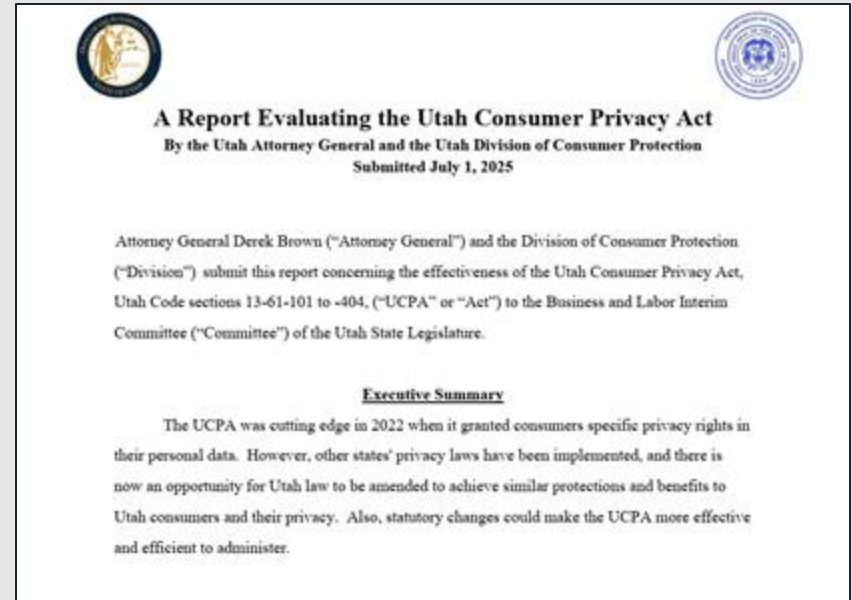 A Report Evaluating the Utah Consumer Privacy Act
By the Utah Attorney General and the Utah Division of Consumer Protection
Submitted July 1, 2025
Attorney General Derek Brown (“Attorney General”) and the Division of Consumer Protection
(“Division”) submit this report concerning the effectiveness of the Utah Consumer Privacy Act,
Utah Code sections 13-61-101 to -404, (“UCPA” or “Act”) to the Business and Labor Interim
Committee (“Committee”) of the Utah State Legislature.
Executive Summary
The UCPA was cutting edge in 2022 when it granted consumers specific privacy rights in
their personal data. However, other states' privacy laws have been implemented, and there is
now an opportunity for Utah law to be amended to achieve similar protections and benefits to
Utah consumers and their privacy. Also, statutory changes could make the UCPA more effective
and efficient to administer.